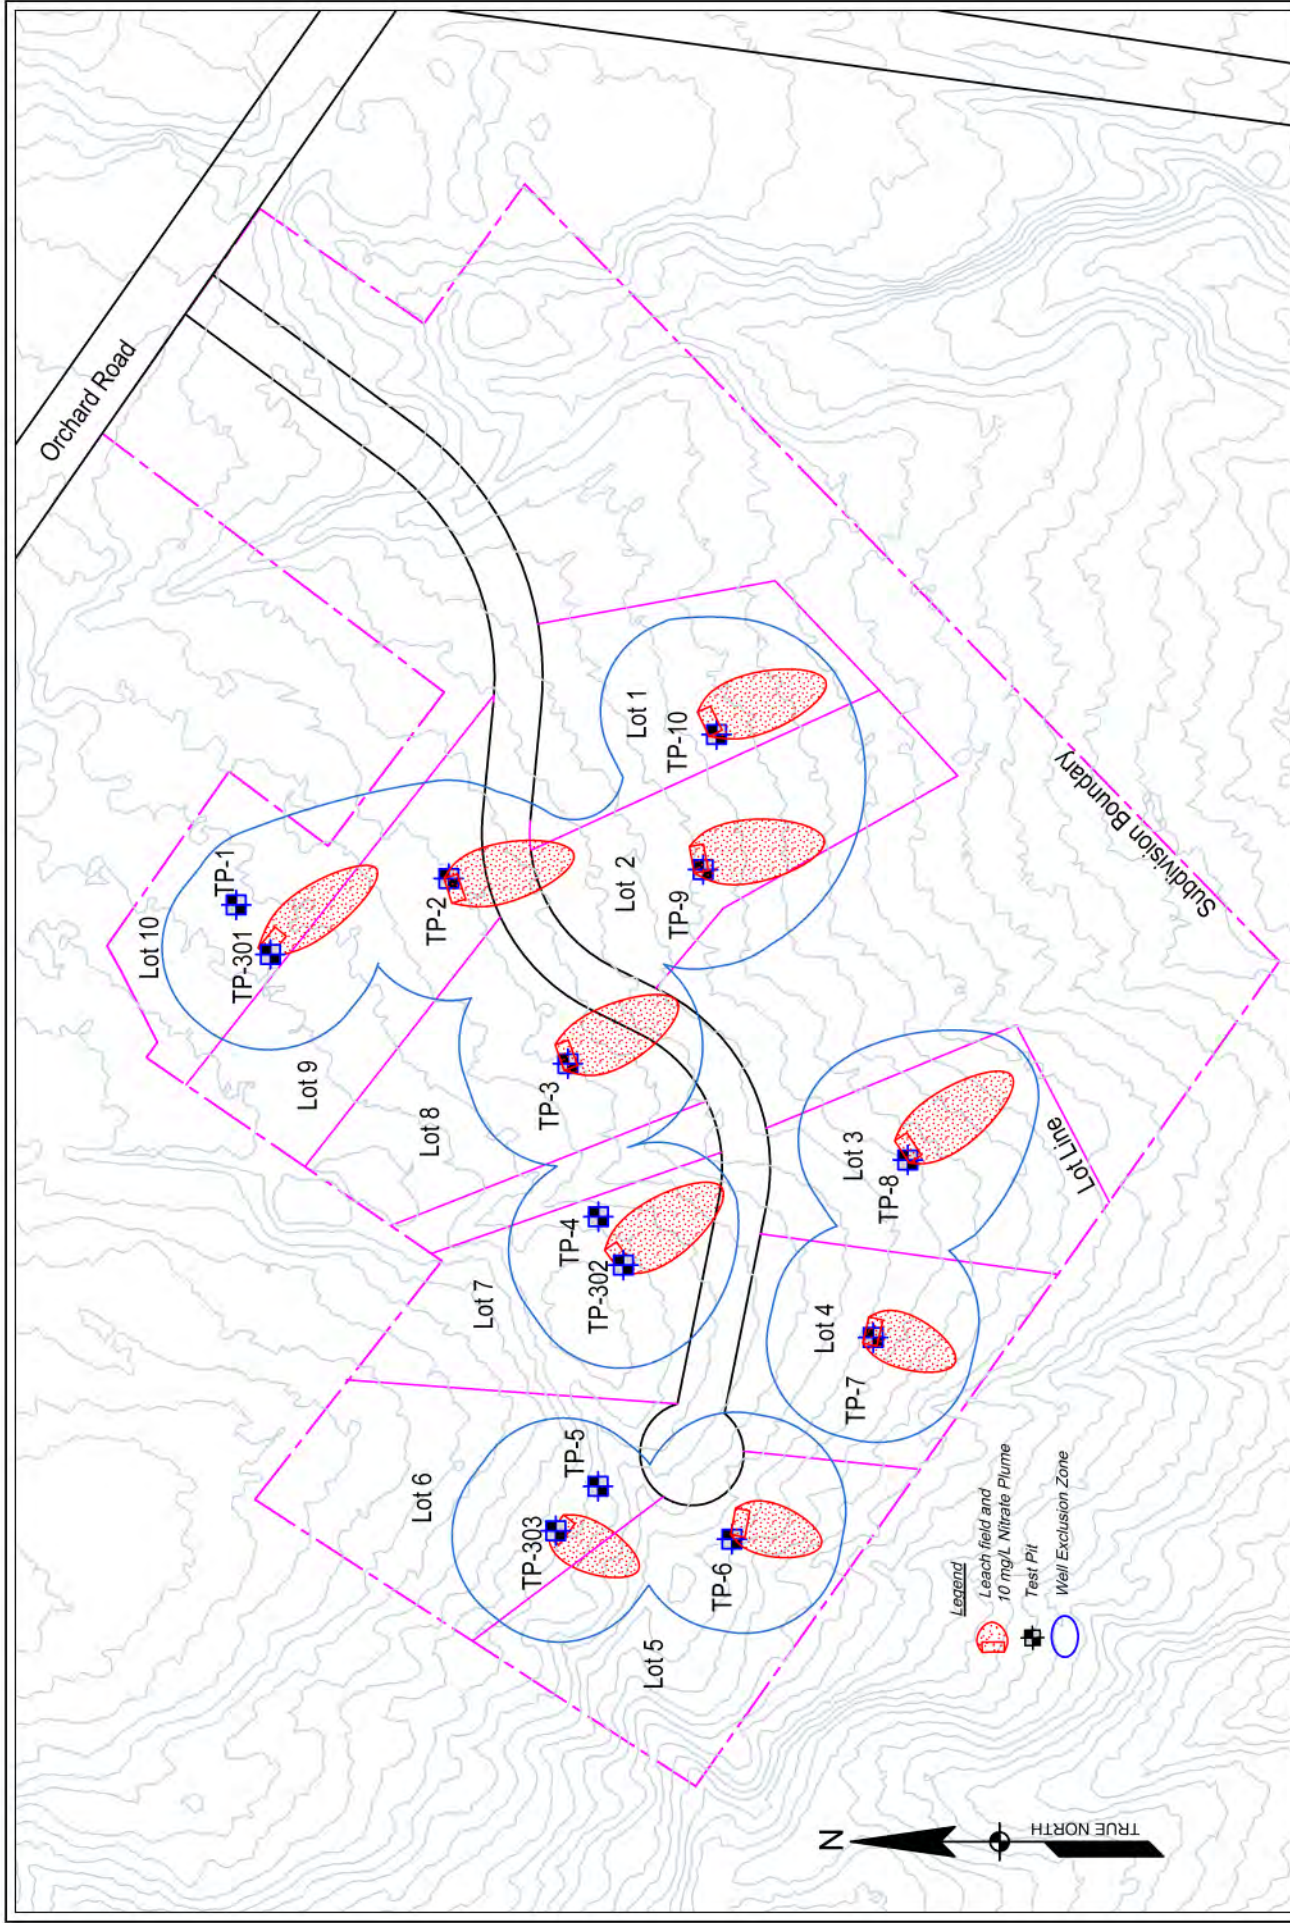 Orchard Road
Lot 10
TP-1
TP-301
Lot 9
TP-2
Lot 8
TP-3
Lot 1
TP-10
Lot 2
TP-9
Lot 7
TP-4
TP-302
Lot 3
TP-8
Lot Line
Subdivision Boundary
Lot 4
TP-7
Lot 6
TP-5
TP-303
TP-6
Lot 5
Legend
Leach field and
10 mg/L Nitrate Plume
Test Pit
Well Exclusion Zone
N
TRUE NORTH